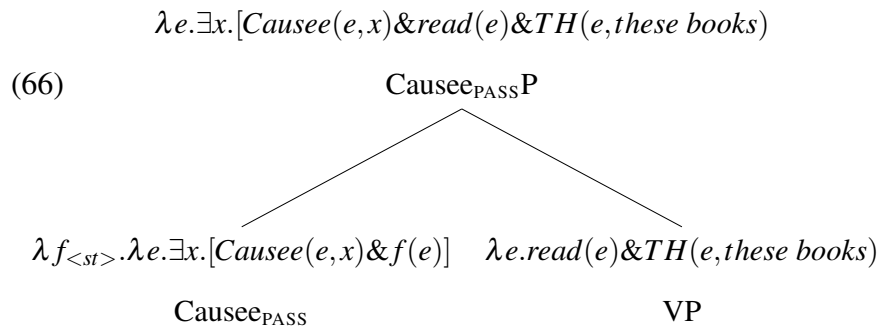 λe.∃x.[Causee(e,x)&read(e)&TH(e,these books)
(66) Causee_PASS P
λf_<st>.λe.∃x.[Causee(e,x)&f(e)] λe.read(e)&TH(e,these books)
Causee_PASS VP